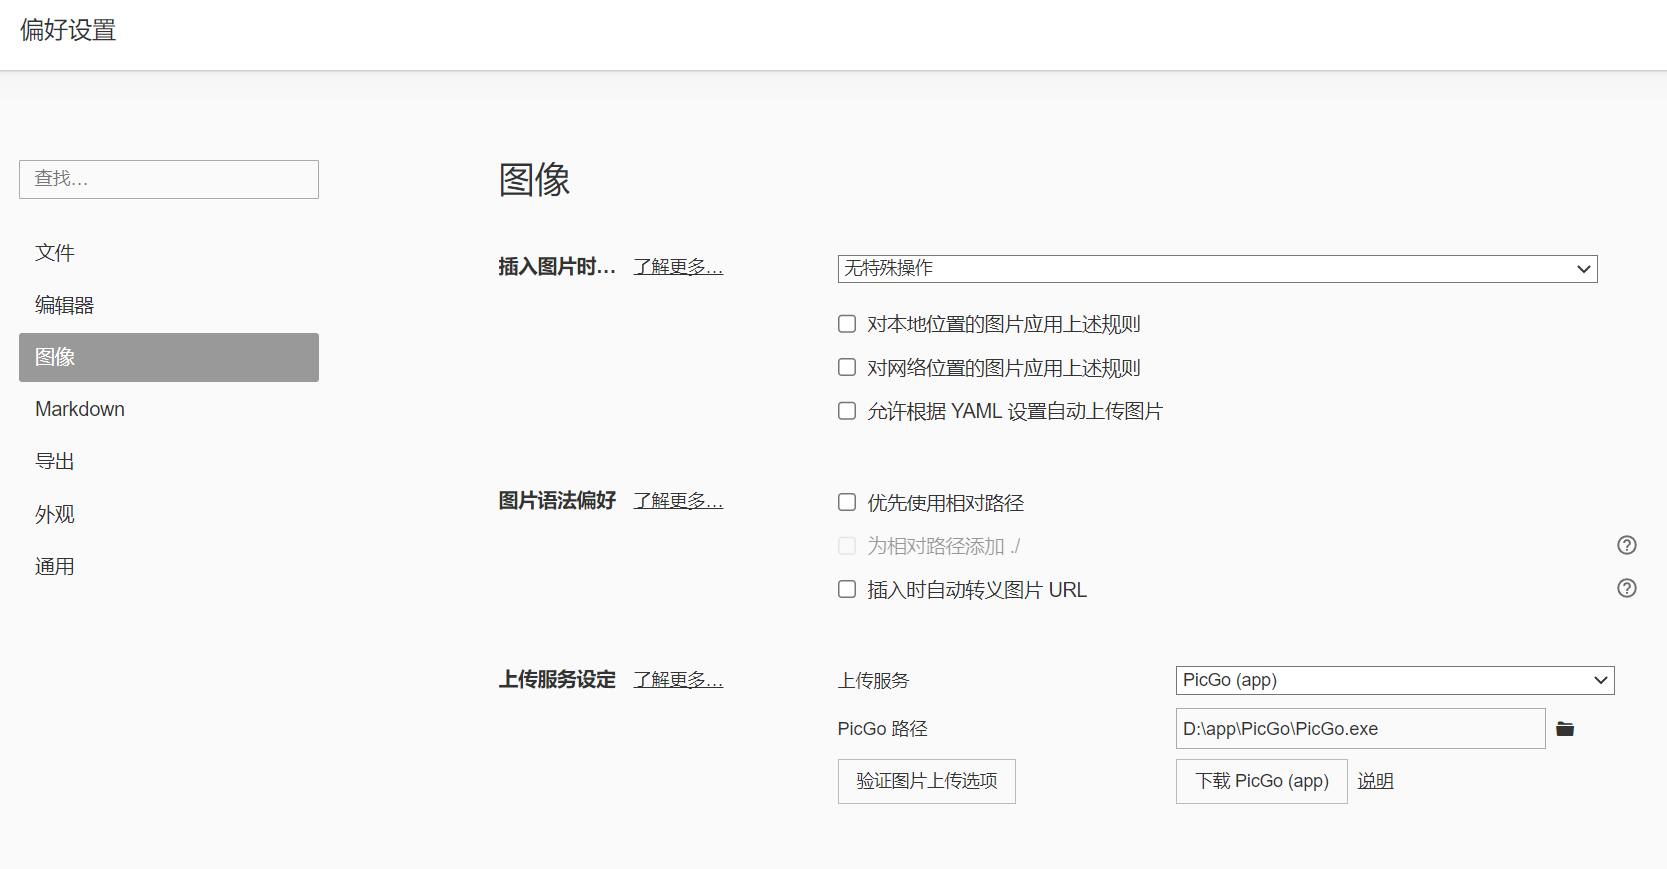 偏好设置
查找…
文件
编辑器
图像
Markdown
导出
外观
通用
图像
插入图片时… 了解更多…
无特殊操作
对本地位置的图片应用上述规则
对网络位置的图片应用上述规则
允许根据 YAML 设置自动上传图片
图片语法偏好 了解更多…
优先使用相对路径
为相对路径添加 ./
插入时自动转义图片 URL
上传服务设定 了解更多…
上传服务 PicGo (app)
PicGo 路径 D:\app\PicGo\PicGo.exe
验证图片上传选项 下载 PicGo (app) 说明